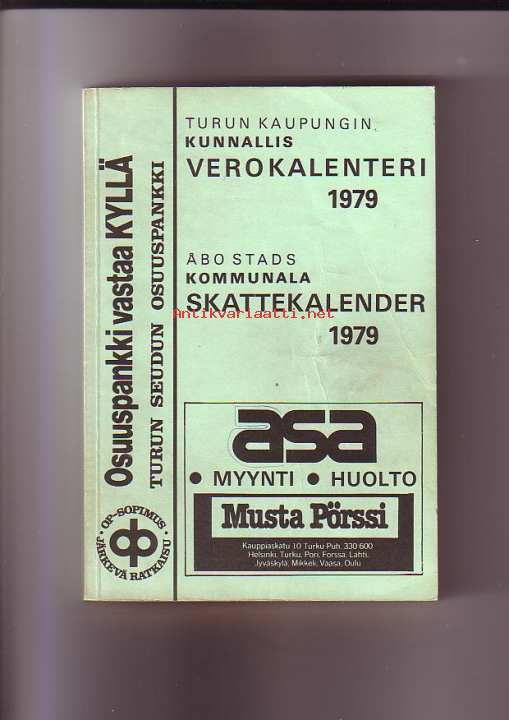 Osuuspankki vastaa KYLLÄ
TURUN SEUDUN OSUUSPANKKI
OP-SOPIMUS • JÄRKEVÄ RATKAISU •
TURUN KAUPUNGIN
KUNNALLIS
VEROKALENTERI
1979
ÅBO STADS
KOMMUNALA
SKATTEKALENDER
1979
Antikvariaatti.net
asa
• MYYNTI • HUOLTO
Musta Pörssi
Kauppiaskatu 10 Turku Puh. 330 600
Helsinki, Turku, Pori, Forssa, Lahti,
Jyväskylä, Mikkeli, Vaasa, Oulu